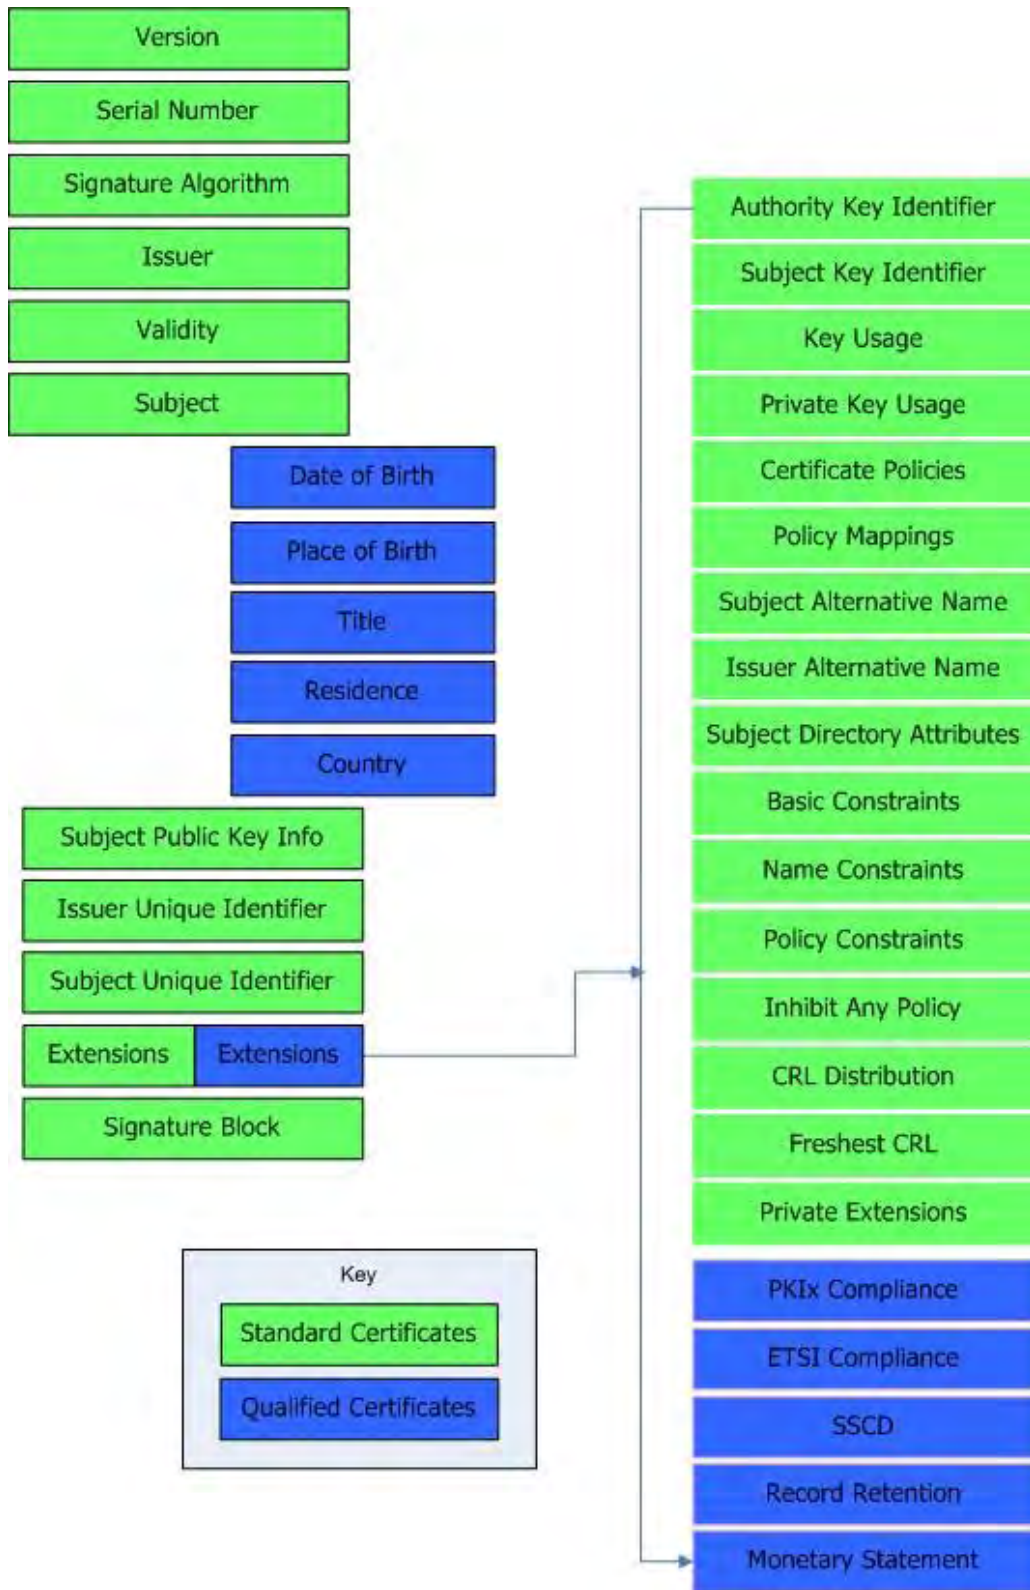 Version
Serial Number
Signature Algorithm
Issuer
Validity
Subject
Date of Birth
Place of Birth
Title
Residence
Country
Subject Public Key Info
Issuer Unique Identifier
Subject Unique Identifier
Extensions Extensions
Signature Block
Key
Standard Certificates
Qualified Certificates
Authority Key Identifier
Subject Key Identifier
Key Usage
Private Key Usage
Certificate Policies
Policy Mappings
Subject Alternative Name
Issuer Alternative Name
Subject Directory Attributes
Basic Constraints
Name Constraints
Policy Constraints
Inhibit Any Policy
CRL Distribution
Freshest CRL
Private Extensions
PKIx Compliance
ETSI Compliance
SSCD
Record Retention
Monetary Statement